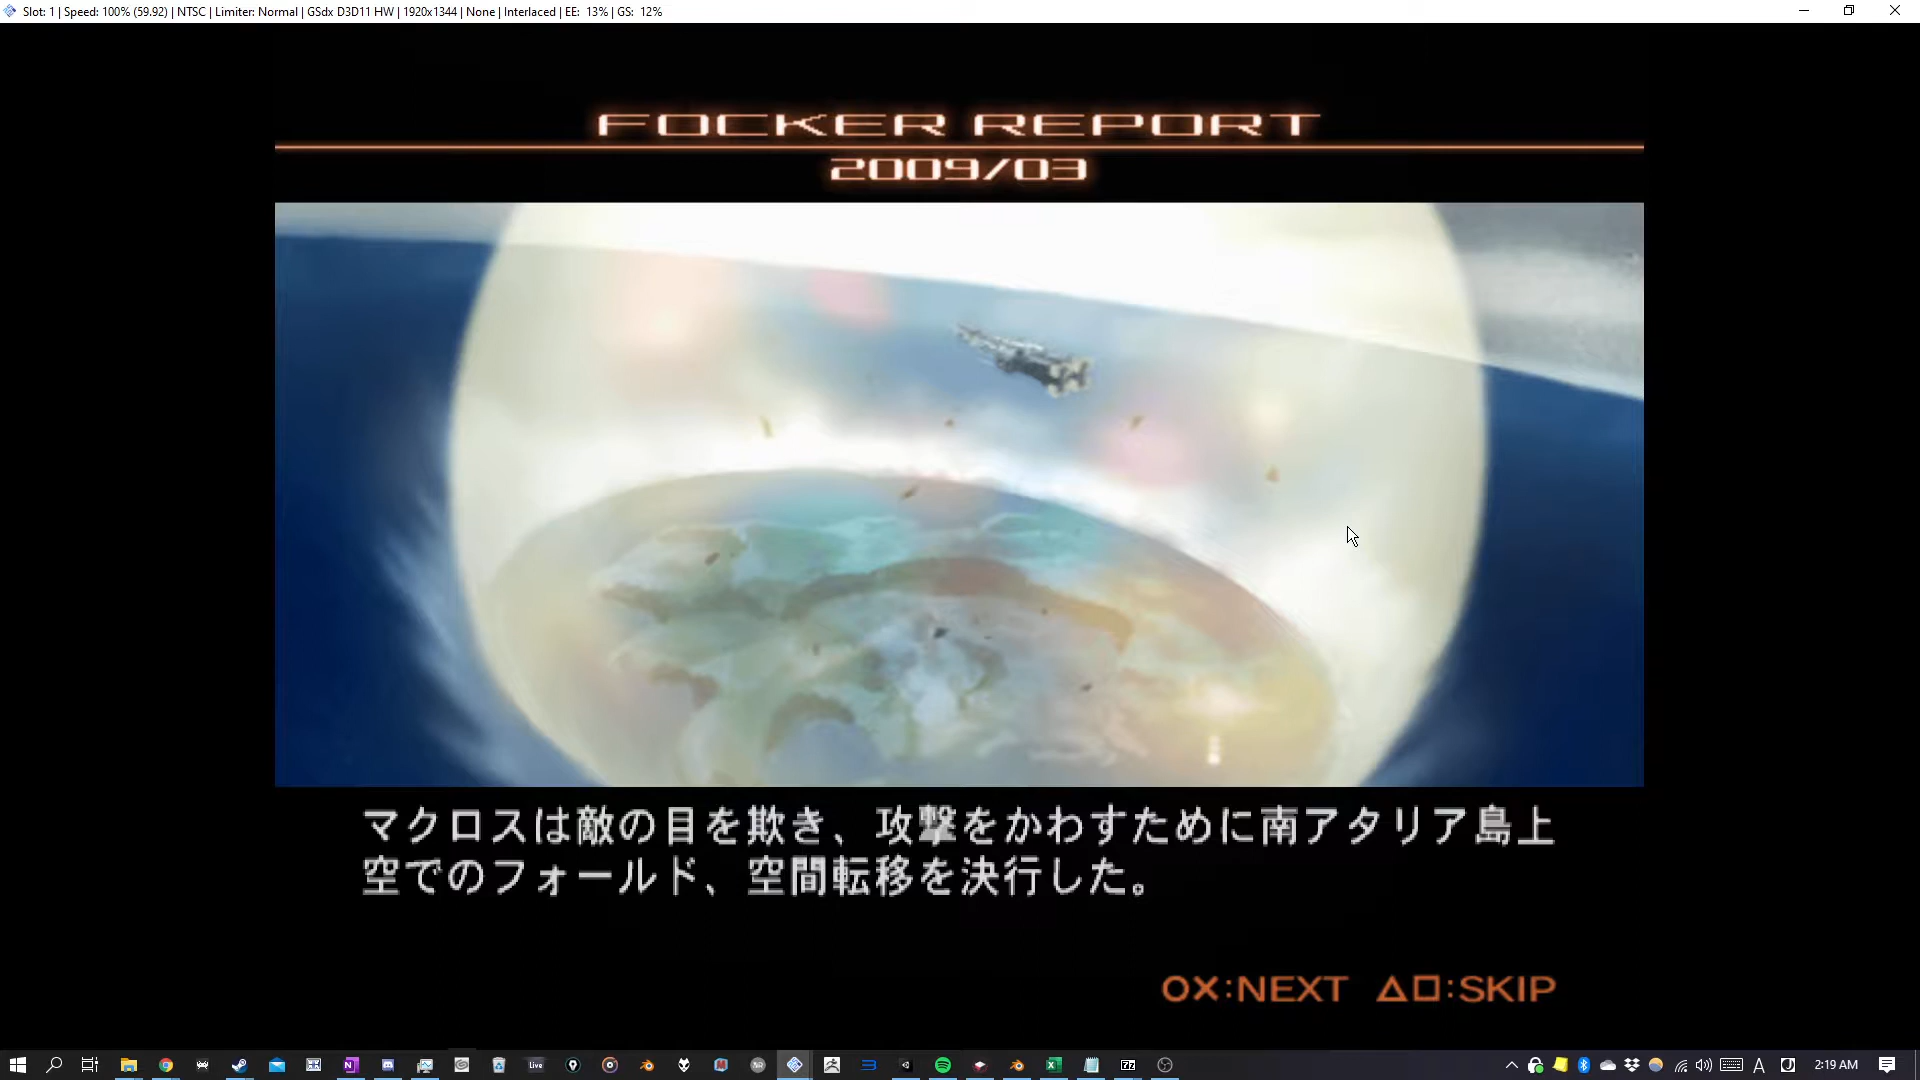 Slot: 1 | Speed: 100% (59.92) | NTSC | Limiter: Normal | GSdx D3D11 HW | 1920x1344 | None | Interlaced | EE: 13% | GS: 12%
FOCKER REPORT
2009/03
マクロスは敵の目を欺き、攻撃をかわすために南アタリア島上
空でのフォールド、空間転移を決行した。
O×:NEXT △□:SKIP
Live
A
2:19 AM